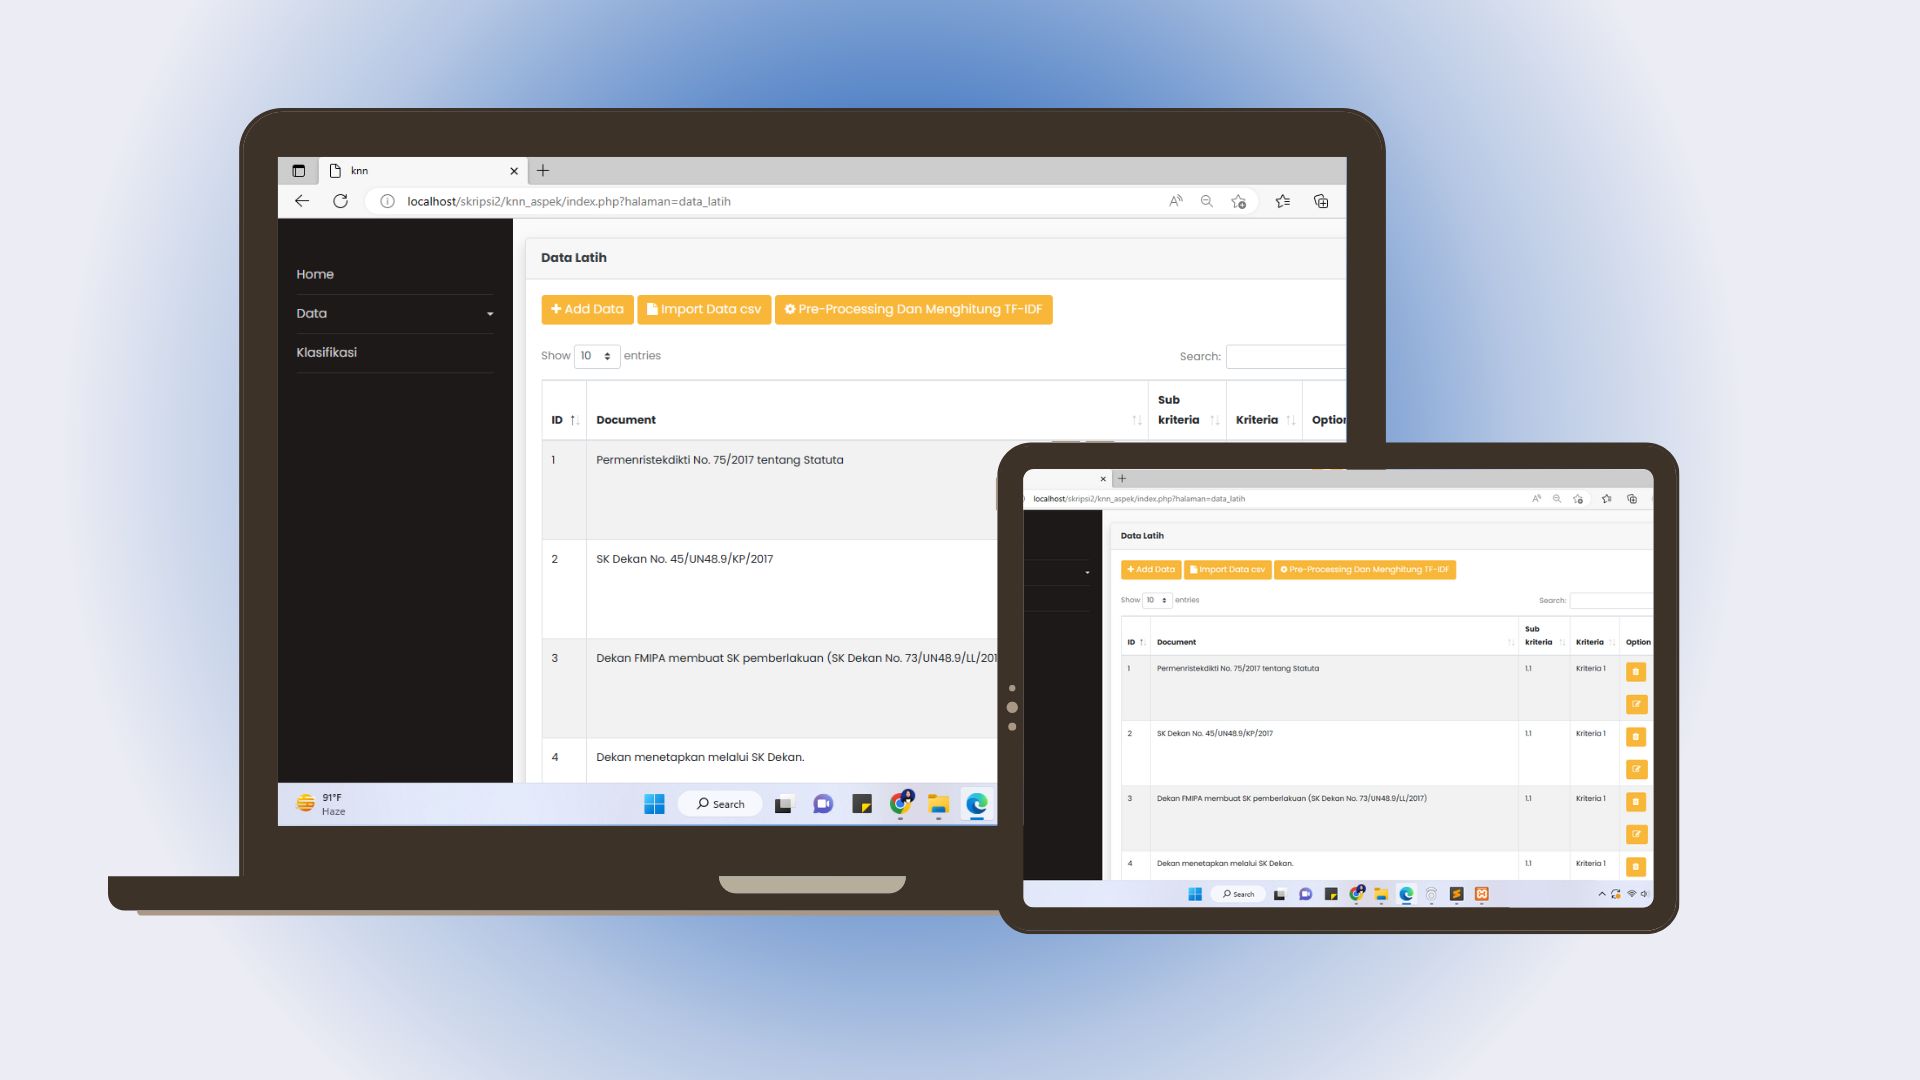 knn
localhost/skripsi2/knn_aspek/index.php?halaman=data_latih
Home
Data
Klasifikasi
Data Latih
Add Data
Import Data csv
Pre-Processing Dan Menghitung TF-IDF
Show 10 entries
Search:
ID Document Sub kriteria Kriteria Option
1 Permenristekdikti No. 75/2017 tentang Statuta
2 SK Dekan No. 45/UN48.9/KP/2017
3 Dekan FMIPA membuat SK pemberlakuan (SK Dekan No. 73/UN48.9/LL/201
4 Dekan menetapkan melalui SK Dekan.
91°F
Haze
Search
localhost/skripsi2/knn_aspek/index.php?halaman=data_latih
Data Latih
Add Data
Import Data csv
Pre-Processing Dan Menghitung TF-IDF
Show 10 entries
Search:
ID Document Sub kriteria Kriteria Option
1 Permenristekdikti No. 75/2017 tentang Statuta 1.1 Kriteria 1
2 SK Dekan No. 45/UN48.9/KP/2017 1.1 Kriteria 1
3 Dekan FMIPA membuat SK pemberlakuan (SK Dekan No. 73/UN48.9/LL/2017) 1.1 Kriteria 1
4 Dekan menetapkan melalui SK Dekan. 1.1 Kriteria 1
Search